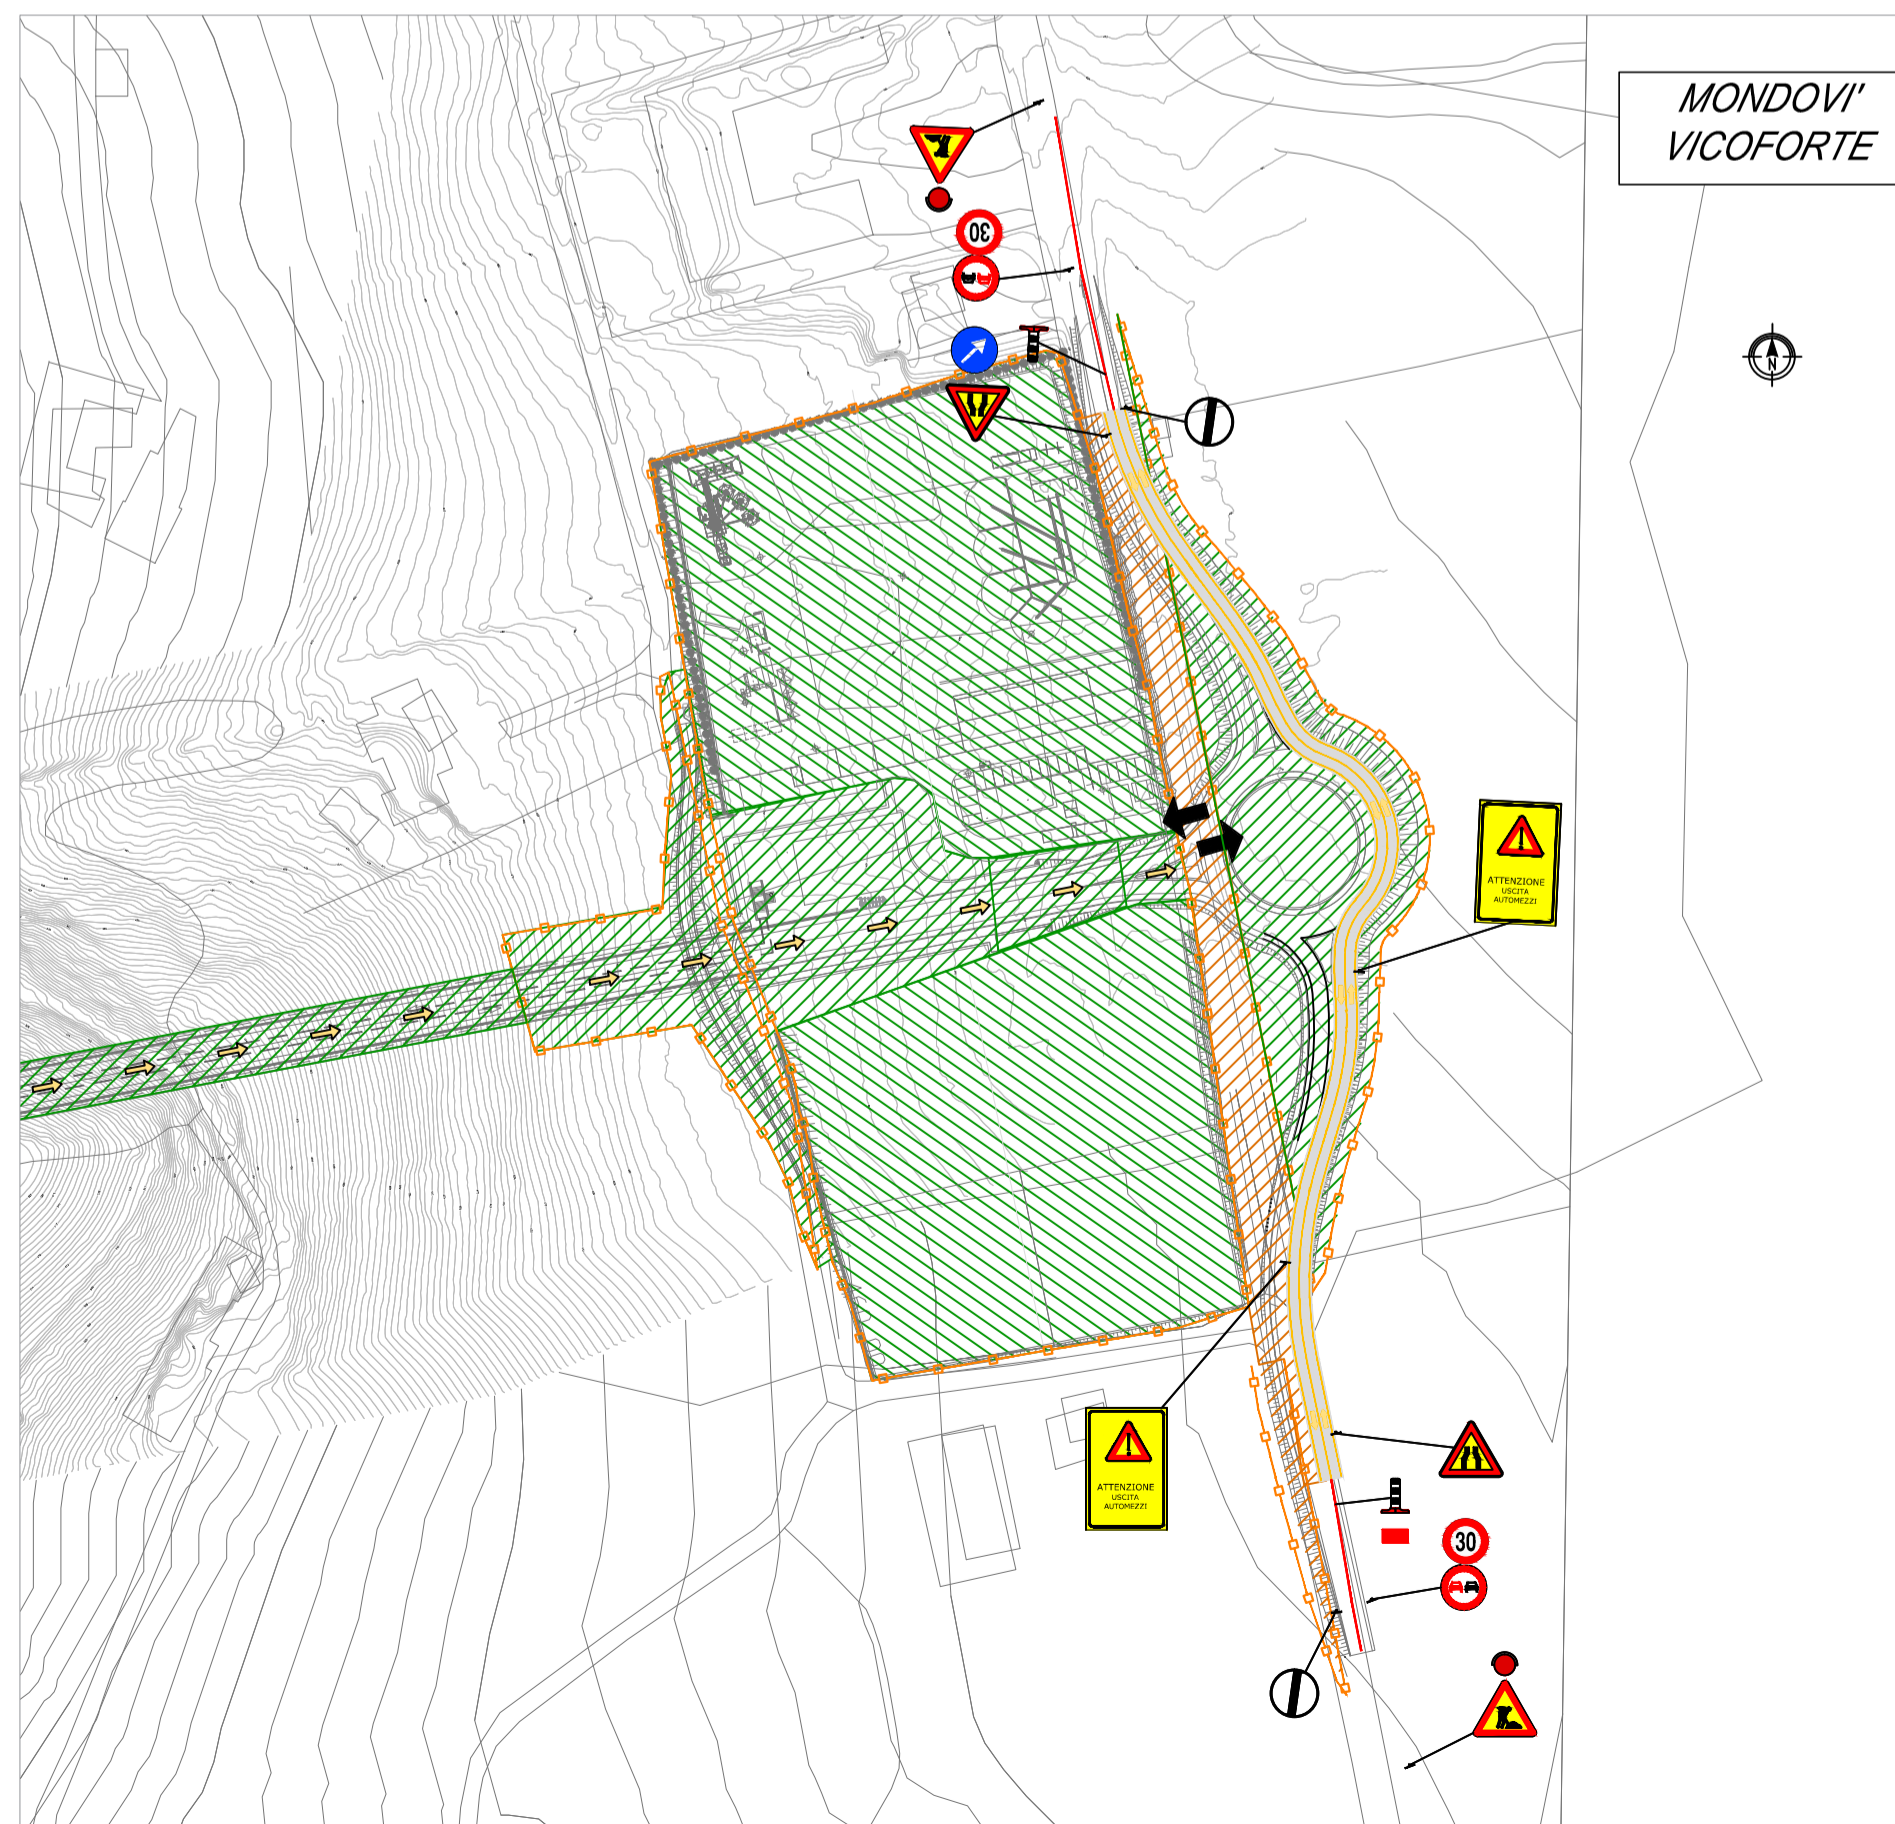 MONDOVI'
VICOFORTE
30
N
ATTENZIONE
USCITA
AUTOMEZZI
ATTENZIONE
USCITA
AUTOMEZZI
30